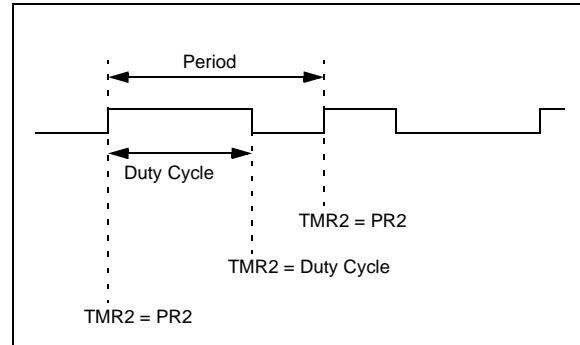 Period
Duty Cycle
TMR2 = PR2
TMR2 = Duty Cycle
TMR2 = PR2